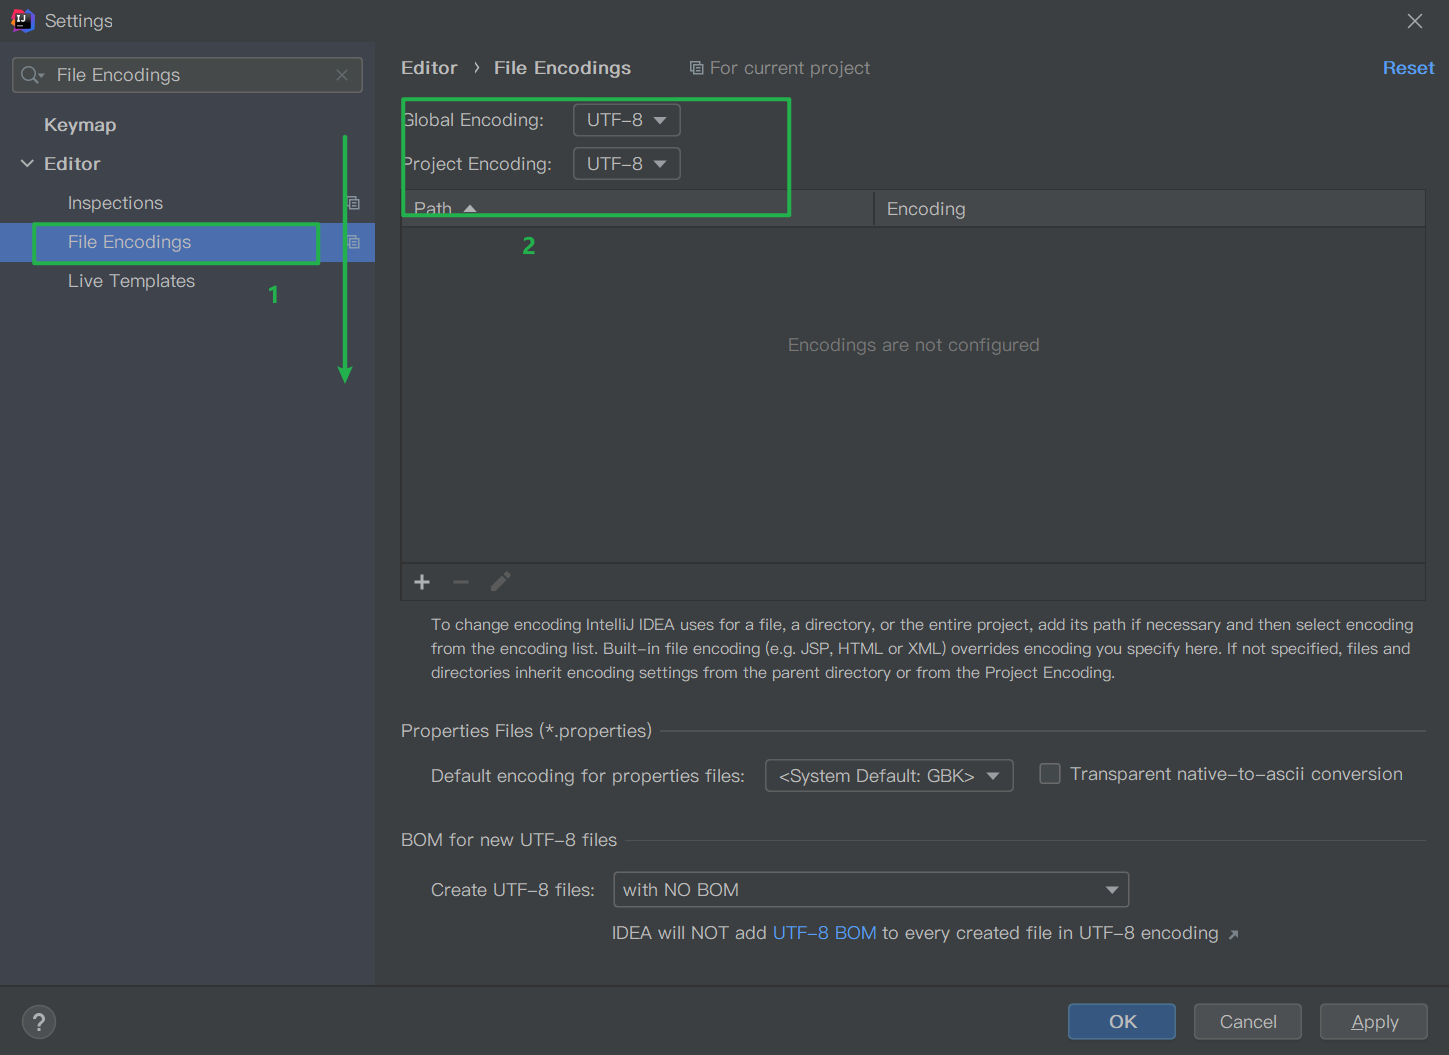 Settings
File Encodings
Keymap
Editor
Inspections
File Encodings
Live Templates
1
Editor › File Encodings
For current project
Reset
Global Encoding: UTF-8
Project Encoding: UTF-8
Path Encoding
2
Encodings are not configured
To change encoding IntelliJ IDEA uses for a file, a directory, or the entire project, add its path if necessary and then select encoding
from the encoding list. Built-in file encoding (e.g. JSP, HTML or XML) overrides encoding you specify here. If not specified, files and
directories inherit encoding settings from the parent directory or from the Project Encoding.
Properties Files (*.properties)
Default encoding for properties files: <System Default: GBK> Transparent native-to-ascii conversion
BOM for new UTF-8 files
Create UTF-8 files: with NO BOM
IDEA will NOT add UTF-8 BOM to every created file in UTF-8 encoding
?
OK
Cancel
Apply